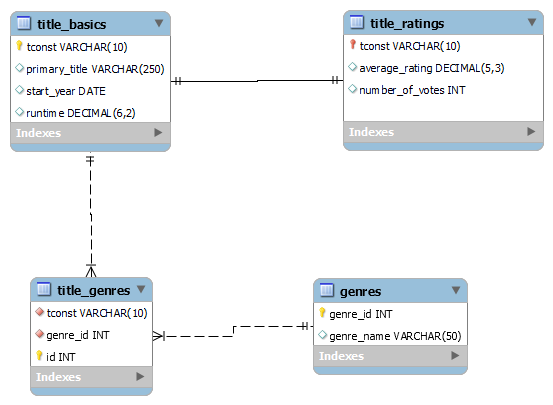 title_basics
tconst VARCHAR(10)
primary_title VARCHAR(250)
start_year DATE
runtime DECIMAL(6,2)
Indexes
title_ratings
tconst VARCHAR(10)
average_rating DECIMAL(5,3)
number_of_votes INT
Indexes
title_genres
tconst VARCHAR(10)
genre_id INT
id INT
Indexes
genres
genre_id INT
genre_name VARCHAR(50)
Indexes